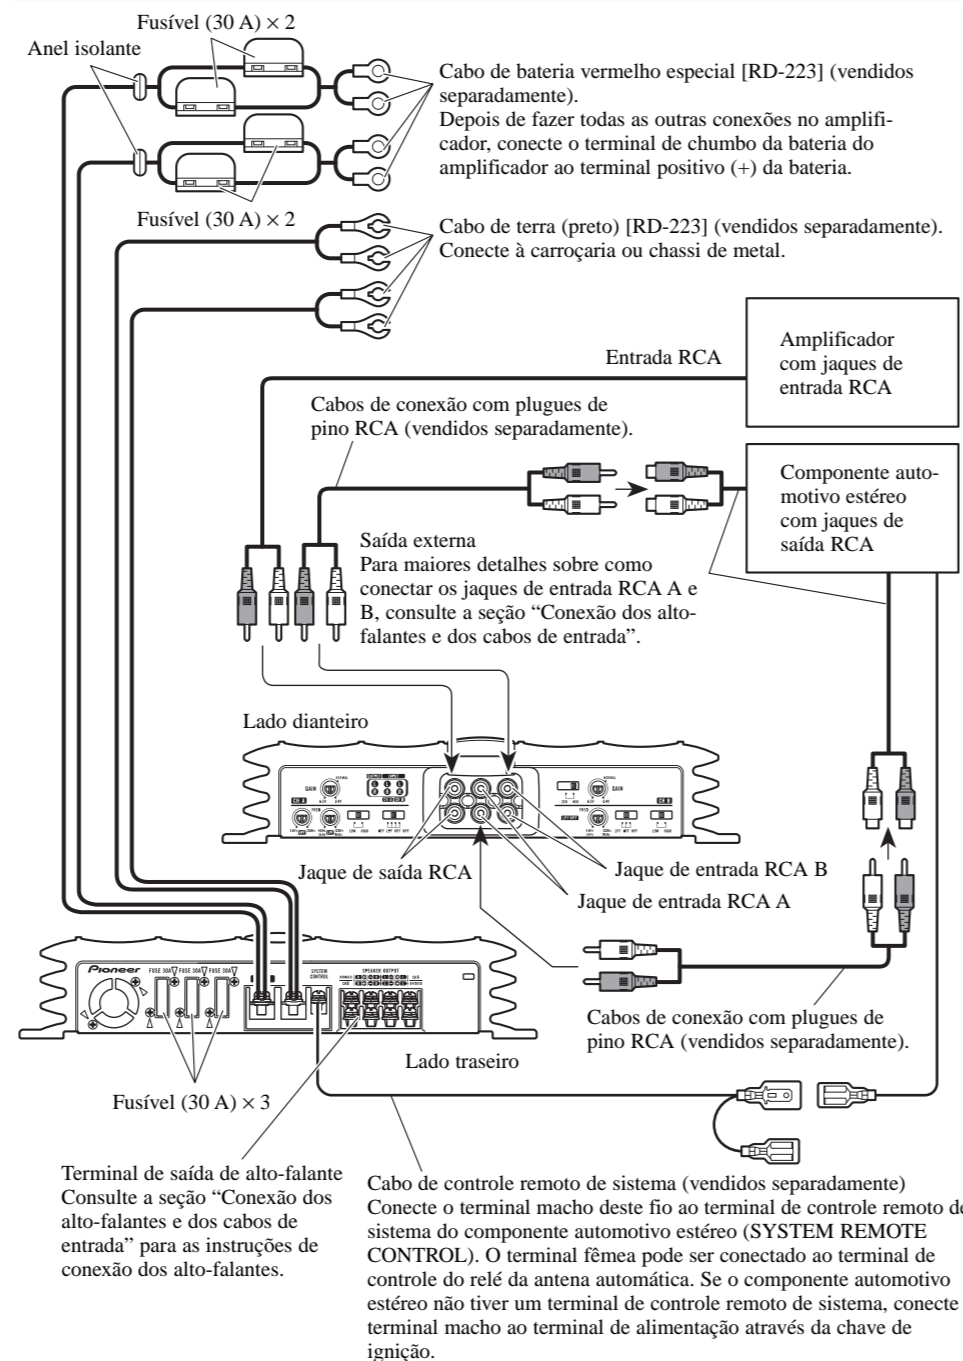 Fusível (30 A) × 2
Anel isolante
Cabo de bateria vermelho especial [RD-223] (vendidos
separadamente).
Depois de fazer todas as outras conexões no amplifi-
cador, conecte o terminal de chumbo da bateria do
amplificador ao terminal positivo (+) da bateria.
Fusível (30 A) × 2
Cabo de terra (preto) [RD-223] (vendidos separadamente).
Conecte à carroçaria ou chassi de metal.
Entrada RCA
Amplificador
com jaques de
entrada RCA
Cabos de conexão com plugues de
pino RCA (vendidos separadamente).
Componente auto-
motivo estéreo
com jaques de
saída RCA
Saída externa
Para maiores detalhes sobre como
conectar os jaques de entrada RCA A e
B, consulte a seção “Conexão dos alto-
falantes e dos cabos de entrada”.
Lado dianteiro
GAIN
OUTPUT INPUT
CH A
CH B
GAIN
CH B
Jaque de saída RCA
Jaque de entrada RCA B
Jaque de entrada RCA A
Pioneer
FUSE 30A FUSE 30A FUSE 30A
SYSTEM
CONTROL
SPEAKER OUTPUT
Lado traseiro
Cabos de conexão com plugues de
pino RCA (vendidos separadamente).
Fusível (30 A) × 3
Terminal de saída de alto-falante
Consulte a seção “Conexão dos
alto-falantes e dos cabos de
entrada” para as instruções de
conexão dos alto-falantes.
Cabo de controle remoto de sistema (vendidos separadamente)
Conecte o terminal macho deste fio ao terminal de controle remoto de
sistema do componente automotivo estéreo (SYSTEM REMOTE
CONTROL). O terminal fêmea pode ser conectado ao terminal de
controle do relé da antena automática. Se o componente automotivo
estéreo não tiver um terminal de controle remoto de sistema, conecte
terminal macho ao terminal de alimentação através da chave de
ignição.